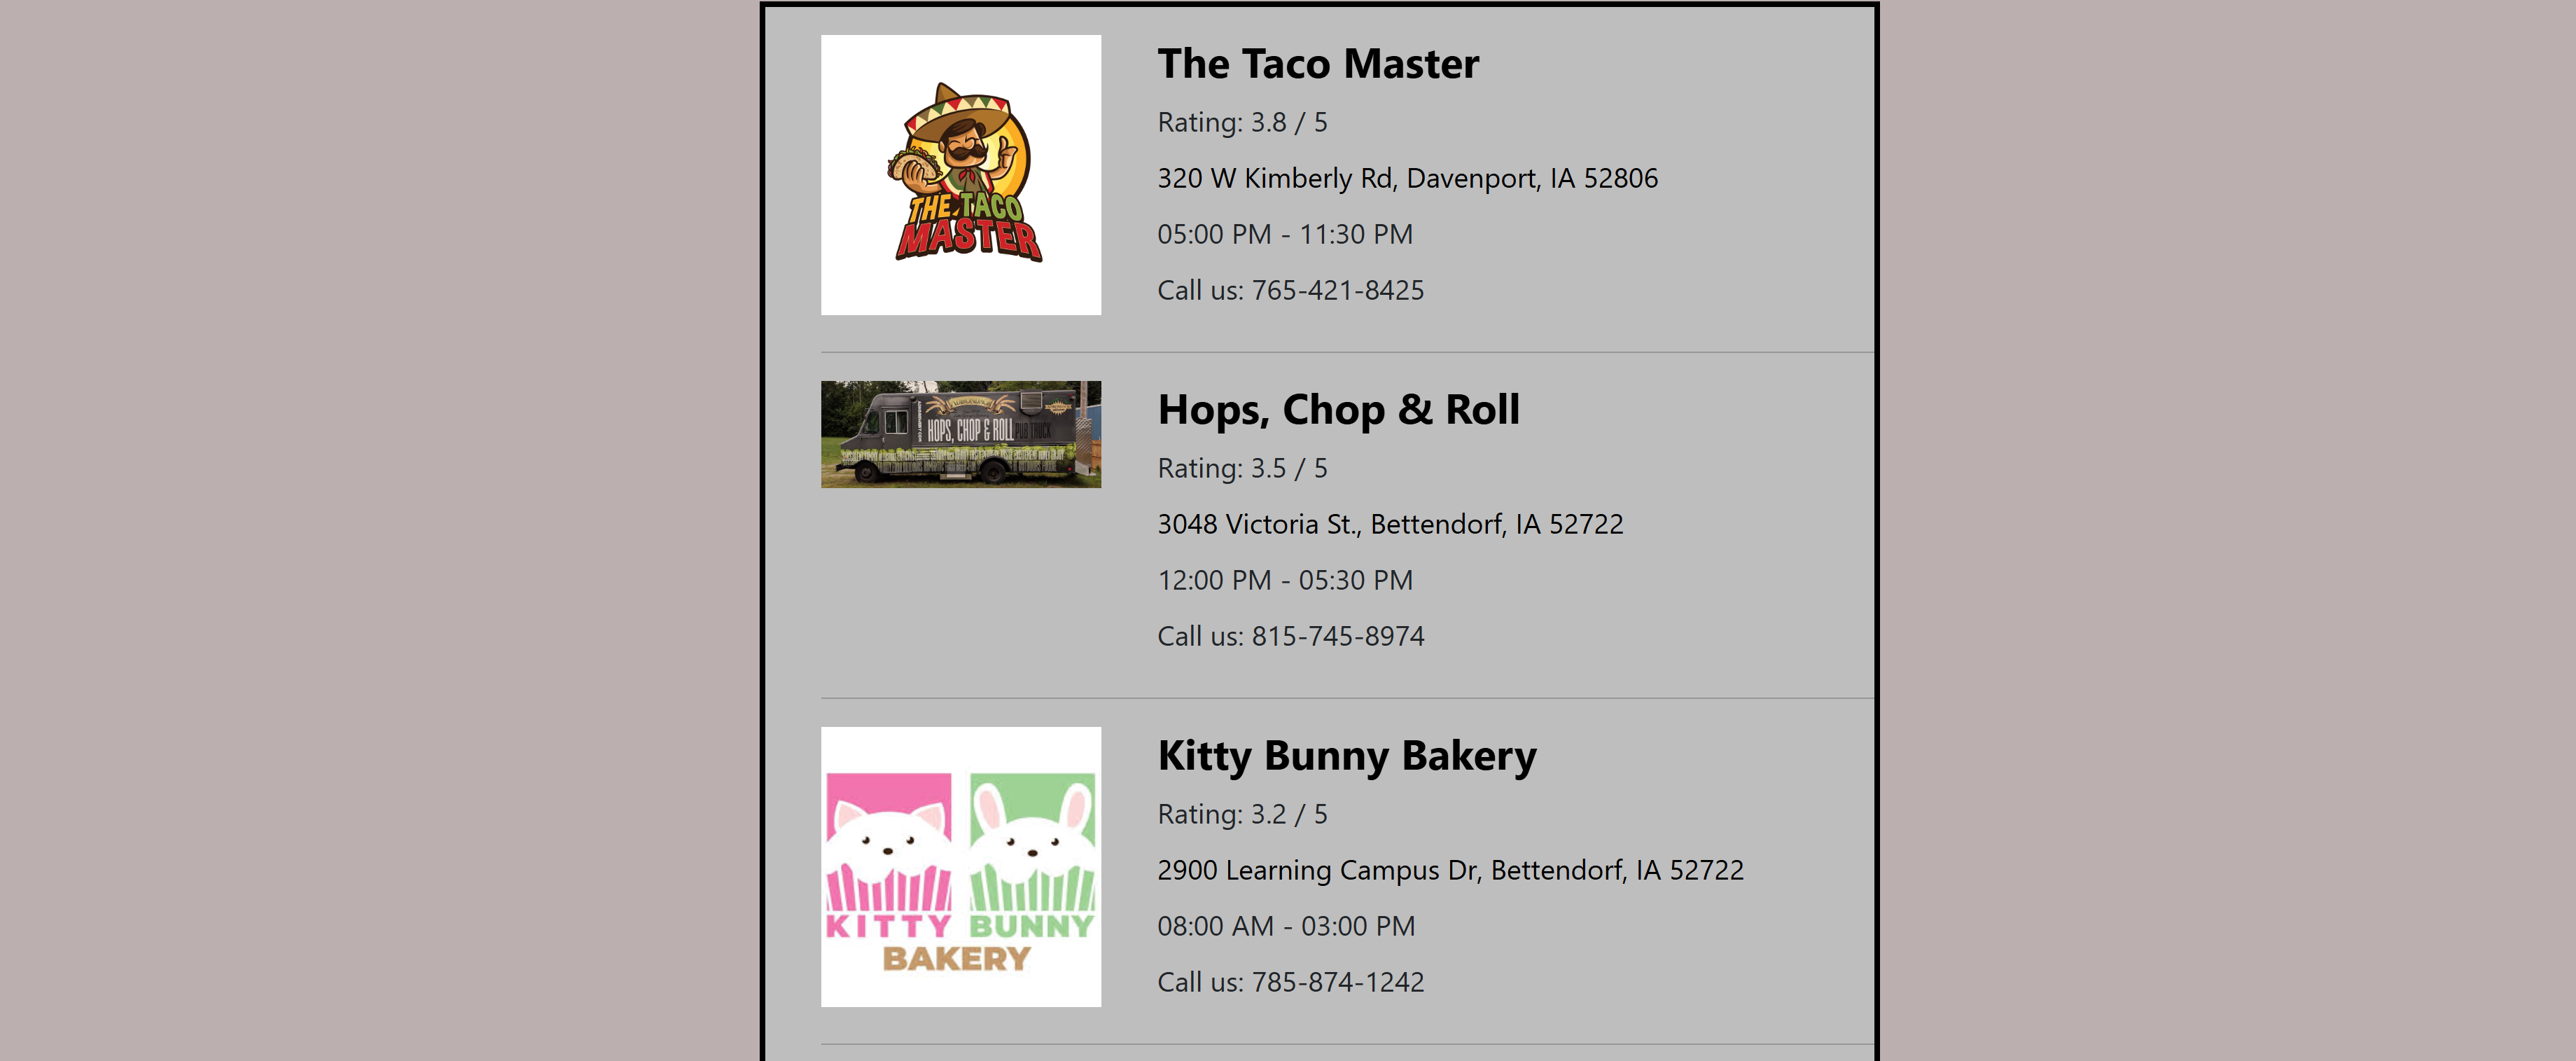 THE TACO
MASTER
The Taco Master
Rating: 3.8 / 5
320 W Kimberly Rd, Davenport, IA 52806
05:00 PM - 11:30 PM
Call us: 765-421-8425
HOPS, CHOP & ROLL PUB TRUCK
Hops, Chop & Roll
Rating: 3.5 / 5
3048 Victoria St., Bettendorf, IA 52722
12:00 PM - 05:30 PM
Call us: 815-745-8974
KITTY BUNNY
BAKERY
Kitty Bunny Bakery
Rating: 3.2 / 5
2900 Learning Campus Dr, Bettendorf, IA 52722
08:00 AM - 03:00 PM
Call us: 785-874-1242